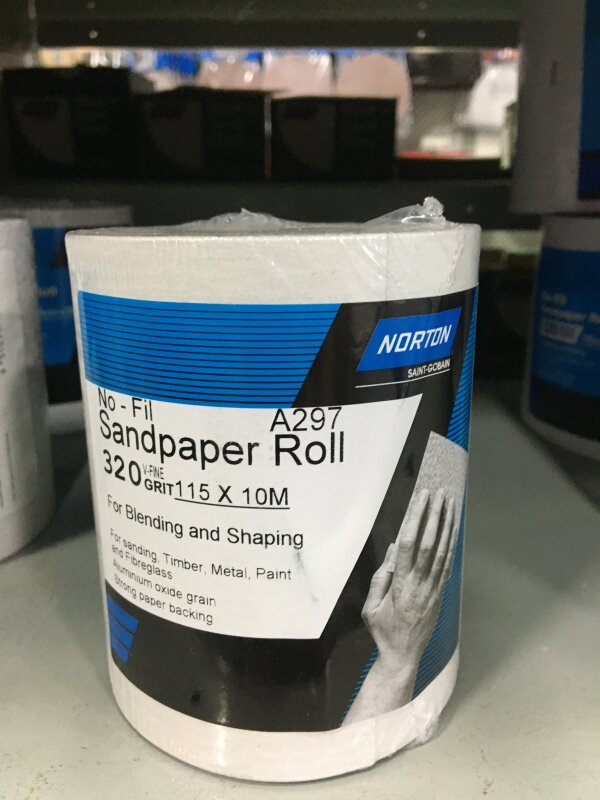 NORTON
SAINT-GOBAIN
No - Fil A297
Sandpaper Roll
320 V-FINE GRIT 115 X 10M
For Blending and Shaping
For sanding, Timber, Metal, Paint
and Fibreglass
Aluminium oxide grain
Strong paper backing